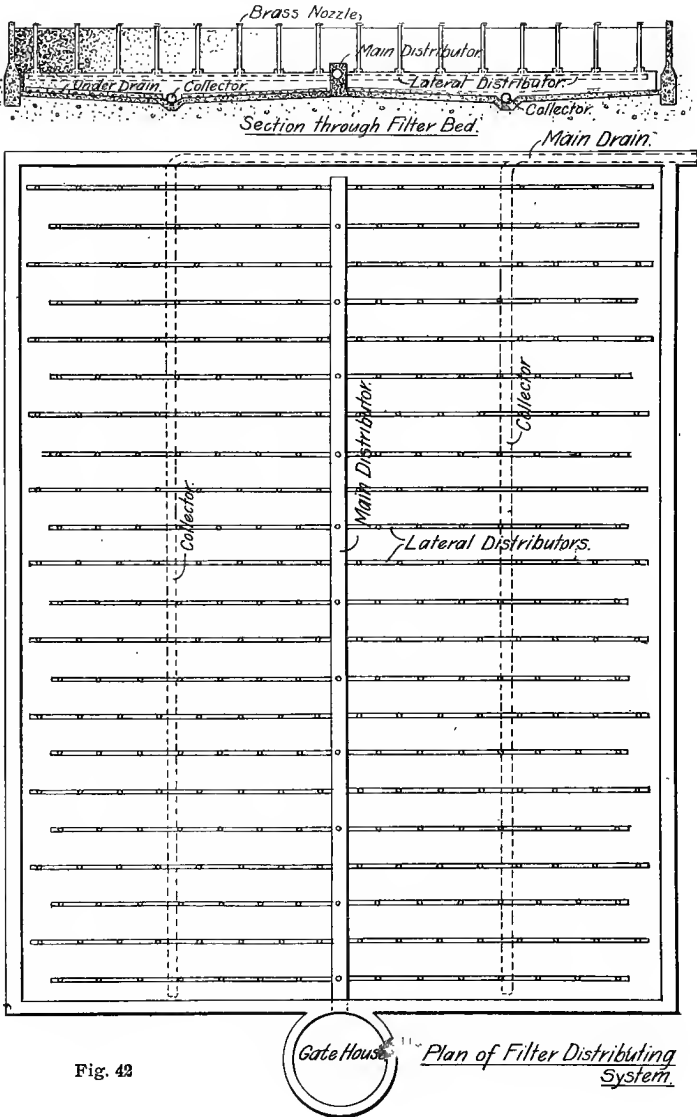 Brass Nozzle
Main Distributor
Under Drain
Collector
Lateral Distributor
Collector
Section through Filter Bed.
Main Drain.
Main Distributor.
Collector
Collector.
Lateral Distributors.
Gate House
Plan of Filter Distributing
System.
Fig. 42